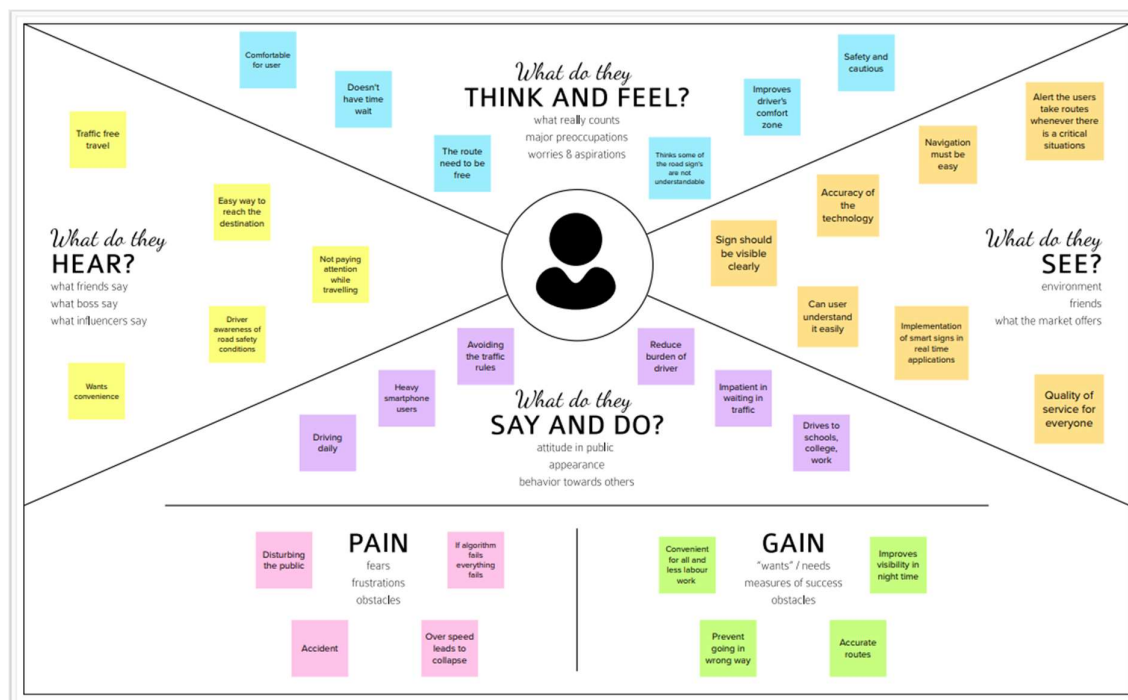 Comfortable
for user
Doesn't
have time
wait
The route
need to be
free
What do they
THINK AND FEEL?
what really counts
major preoccupations
worries & aspirations
Thinks some of
the road sign's are
not
understandable
Improves
driver's
comfort
zone
Safety and
cautious
Traffic free
travel
Easy way to
reach the
destination
Not paying
attention
while
travelling
What do they
HEAR?
what friends say
what boss say
what influencers say
Driver
awareness of
road safety
conditions
Wants
convenience
Alert the users
take routes
whenever there
is a critical
situations
Navigation
must be
easy
Accuracy of
the
technology
Sign should
be visible
clearly
What do they
SEE?
environment
friends
what the market offers
Can user
understand
it easily
Implementation
of smart signs in
real time
applications
Quality of
service for
everyone
Avoiding
the traffic
rules
Heavy
smartphone
users
Driving
daily
What do they
SAY AND DO?
attitude in public
appearance
behavior towards others
Reduce
burden of
driver
Impatient in
waiting in
traffic
Drives to
schools,
college,
work
Disturbing
the public
PAIN
fears
frustrations
obstacles
If algorithm
fails
everything
fails
Accident
Over speed
leads to
collapse
Convenient
for all and
less labour
work
GAIN
"wants" / needs
measures of success
obstacles
Improves
visibility in
night time
Prevent
going in
wrong way
Accurate
routes